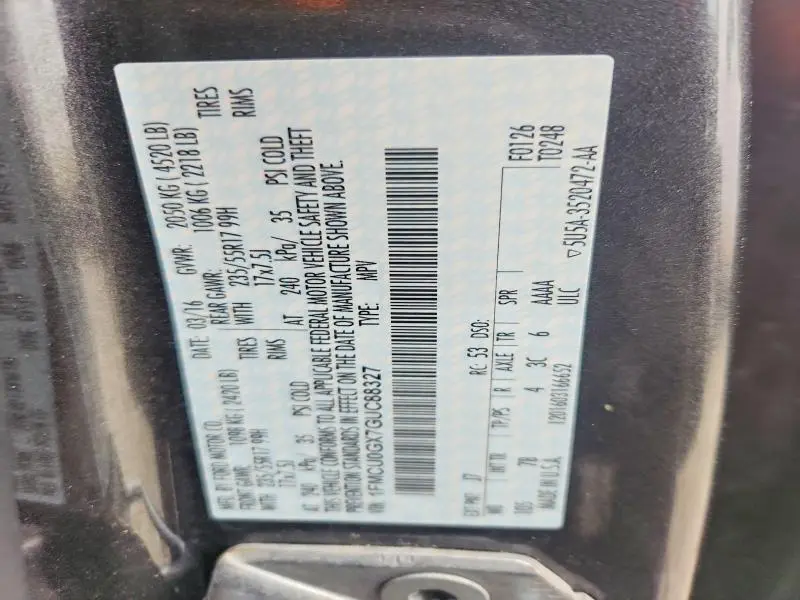 MFD. BY FORD MOTOR CO.
DATE: 03/16 GVWR: 2050 KG ( 4520 LB)
FRONT GAWR: 1098 KG ( 2420 LB) REAR GAWR: 1006 KG ( 2218 LB)
WITH 235/55R17 99H TIRES WITH 235/55R17 99H TIRES
17x7.5J RIMS 17x7.5J RIMS
AT 240 kPa/ 35 PSI COLD AT 240 kPa/ 35 PSI COLD
THIS VEHICLE CONFORMS TO ALL APPLICABLE FEDERAL MOTOR VEHICLE SAFETY AND THEFT
PREVENTION STANDARDS IN EFFECT ON THE DATE OF MANUFACTURE SHOWN ABOVE.
VIN: 1FMCU0GX7GUC88327 TYPE: MPV
F0126
T0248
EXT PNT: J7 RC: 53 DSO:
WB INT TR TP/PS R AXLE TR SPR
105 7B 4 3C 6 AAAA
ULC
MADE IN U.S.A. 1201603166652
5U5A-3520472-AA